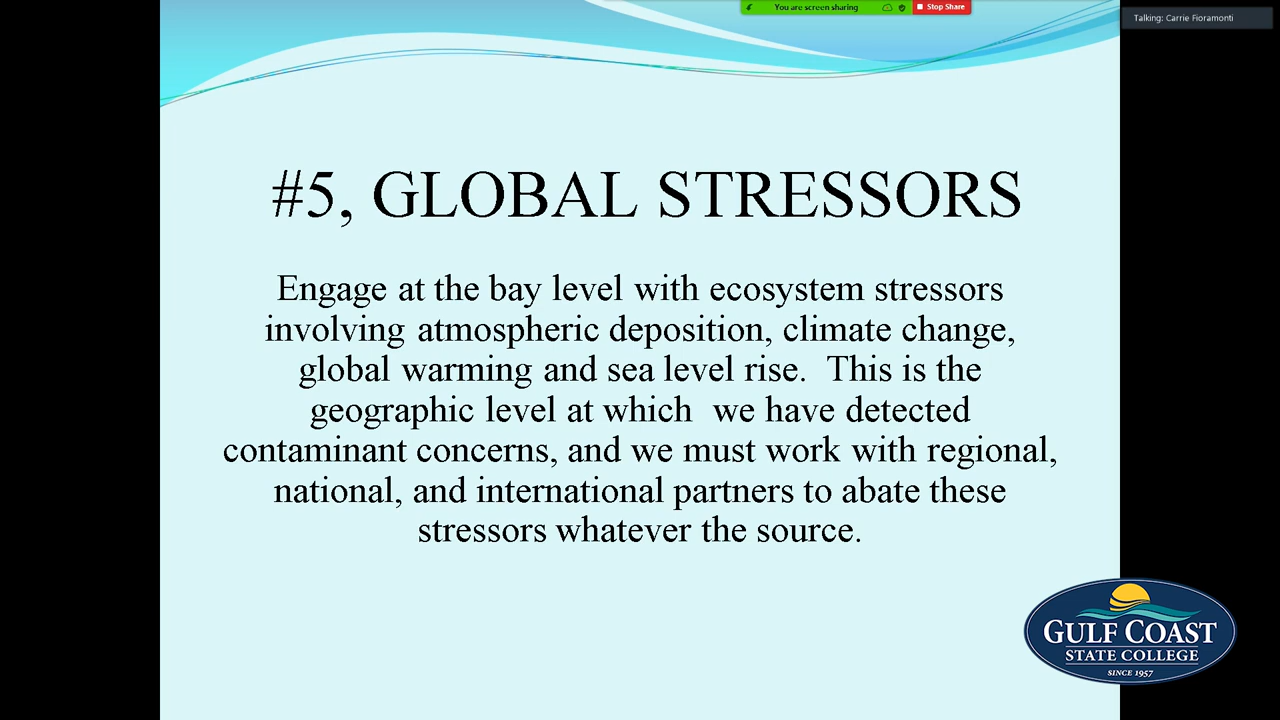 You are screen sharing
Stop Share
Talking: Carrie Fioramonti
#5, GLOBAL STRESSORS
Engage at the bay level with ecosystem stressors
involving atmospheric deposition, climate change,
global warming and sea level rise.  This is the
geographic level at which  we have detected
contaminant concerns, and we must work with regional,
national, and international partners to abate these
stressors whatever the source.
GULF COAST
STATE COLLEGE
SINCE 1957